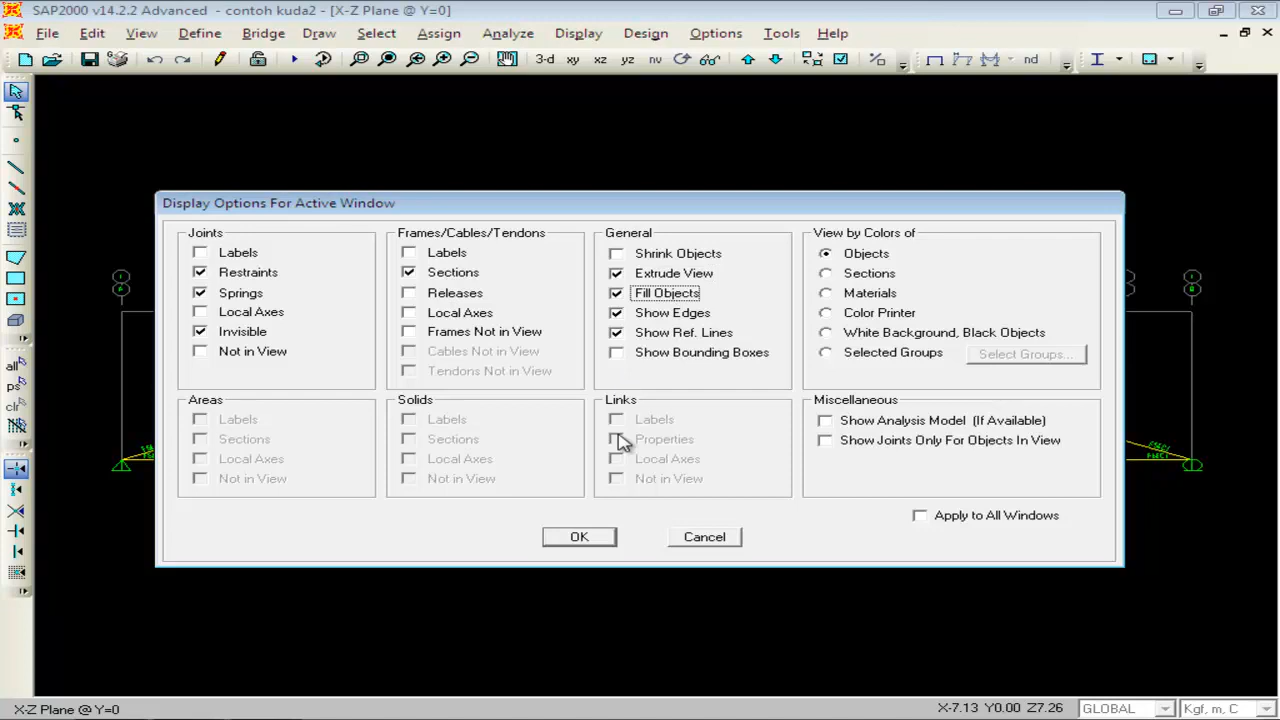 SAP2000 v14.2.2 Advanced - contoh kuda2 - [X-Z Plane @ Y=0]
File Edit View Define Bridge Draw Select Assign Analyze Display Design Options Tools Help
3-d xy xz yz nv nd
Display Options For Active Window
Joints
Labels
Restraints
Springs
Local Axes
Invisible
Not in View
Frames/Cables/Tendons
Labels
Sections
Releases
Local Axes
Frames Not in View
Cables Not in View
Tendons Not in View
General
Shrink Objects
Extrude View
Fill Objects
Show Edges
Show Ref. Lines
Show Bounding Boxes
View by Colors of
Objects
Sections
Materials
Color Printer
White Background, Black Objects
Selected Groups
Select Groups...
Areas
Labels
Sections
Local Axes
Not in View
Solids
Labels
Sections
Local Axes
Not in View
Links
Labels
Properties
Local Axes
Not in View
Miscellaneous
Show Analysis Model (If Available)
Show Joints Only For Objects In View
Apply to All Windows
OK
Cancel
all
ps
clr
X-Z Plane @ Y=0
X-7.13 Y0.00 Z7.26
GLOBAL
Kgf, m, C